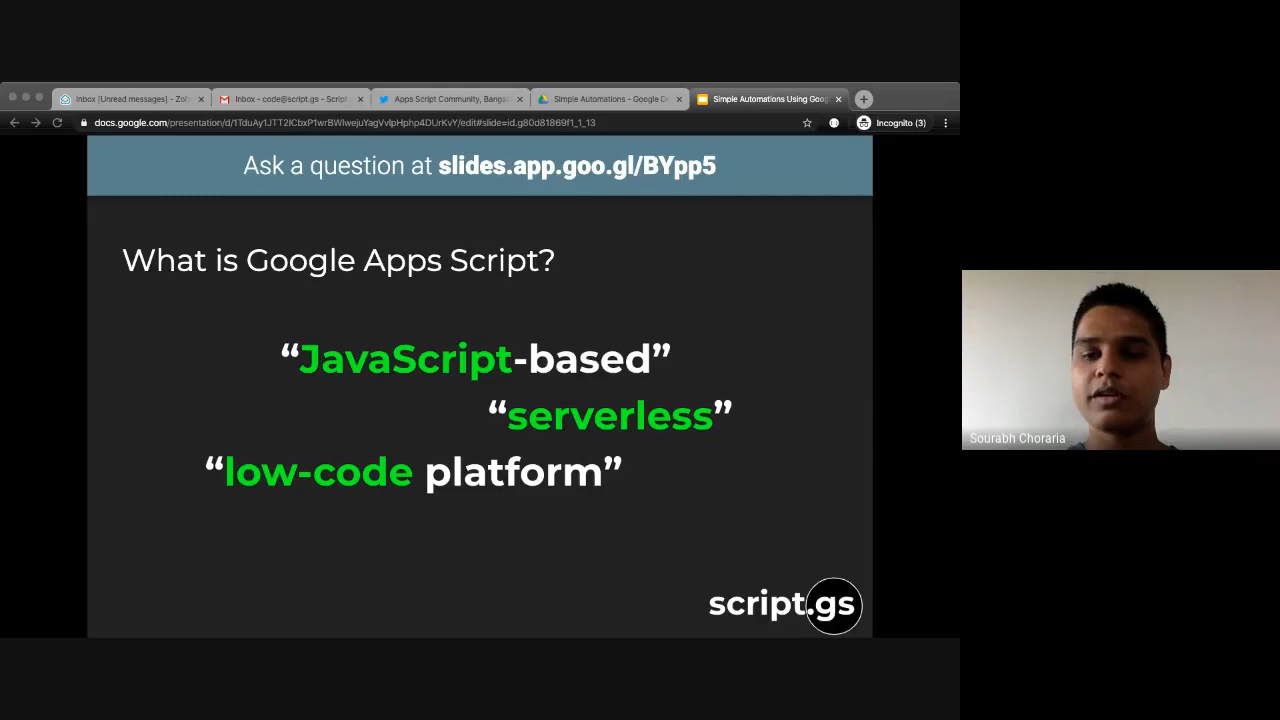 Inbox [Unread messages] - Zoh
Inbox - code@script.gs - Script
Apps Script Community, Banga
Simple Automations - Google D
Simple Automations Using Goog
Incognito (3)
Ask a question at slides.app.goo.gl/BYpp5
What is Google Apps Script?
“JavaScript-based”
“serverless”
“low-code platform”
script.gs
Sourabh Choraria